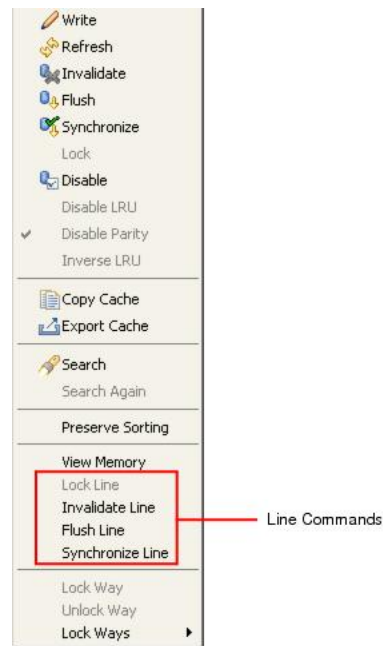 Write
Refresh
Invalidate
Flush
Synchronize
Lock
Disable
Disable LRU
Disable Parity
Inverse LRU
Copy Cache
Export Cache
Search
Search Again
Preserve Sorting
View Memory
Lock Line
Invalidate Line
Flush Line
Synchronize Line
Line Commands
Lock Way
Unlock Way
Lock Ways